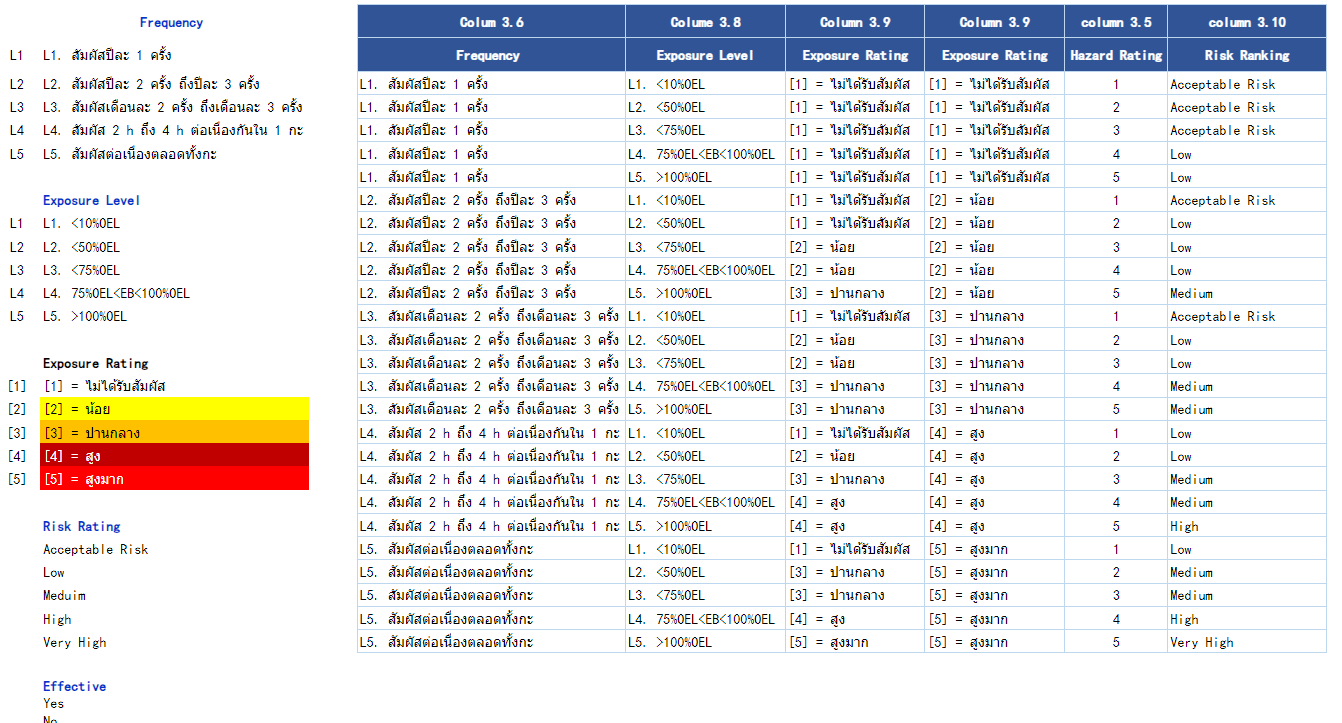 Frequency
L1 L1. สัมผัสปีละ 1 ครั้ง
L2 L2. สัมผัสปีละ 2 ครั้ง ถึงปีละ 3 ครั้ง
L3 L3. สัมผัสเดือนละ 2 ครั้ง ถึงเดือนละ 3 ครั้ง
L4 L4. สัมผัส 2 h ถึง 4 h ต่อเนื่องกันใน 1 กะ
L5 L5. สัมผัสต่อเนื่องตลอดทั้งกะ
Exposure Level
L1 L1. <10%OEL
L2 L2. <50%OEL
L3 L3. <75%OEL
L4 L4. 75%OEL<EB<100%OEL
L5 L5. >100%OEL
Exposure Rating
[1] [1] = ไม่ได้รับสัมผัส
[2] [2] = น้อย
[3] [3] = ปานกลาง
[4] [4] = สูง
[5] [5] = สูงมาก
Risk Rating
Acceptable Risk
Low
Meduim
High
Very High
Effective
Yes
No
Colum 3.6 Colume 3.8 Column 3.9 Column 3.9 column 3.5 column 3.10
Frequency Exposure Level Exposure Rating Exposure Rating Hazard Rating Risk Ranking
L1. สัมผัสปีละ 1 ครั้ง L1. <10%OEL [1] = ไม่ได้รับสัมผัส [1] = ไม่ได้รับสัมผัส 1 Acceptable Risk
L1. สัมผัสปีละ 1 ครั้ง L2. <50%OEL [1] = ไม่ได้รับสัมผัส [1] = ไม่ได้รับสัมผัส 2 Acceptable Risk
L1. สัมผัสปีละ 1 ครั้ง L3. <75%OEL [1] = ไม่ได้รับสัมผัส [1] = ไม่ได้รับสัมผัส 3 Acceptable Risk
L1. สัมผัสปีละ 1 ครั้ง L4. 75%OEL<EB<100%OEL [1] = ไม่ได้รับสัมผัส [1] = ไม่ได้รับสัมผัส 4 Low
L1. สัมผัสปีละ 1 ครั้ง L5. >100%OEL [1] = ไม่ได้รับสัมผัส [1] = ไม่ได้รับสัมผัส 5 Low
L2. สัมผัสปีละ 2 ครั้ง ถึงปีละ 3 ครั้ง L1. <10%OEL [1] = ไม่ได้รับสัมผัส [2] = น้อย 1 Acceptable Risk
L2. สัมผัสปีละ 2 ครั้ง ถึงปีละ 3 ครั้ง L2. <50%OEL [1] = ไม่ได้รับสัมผัส [2] = น้อย 2 Low
L2. สัมผัสปีละ 2 ครั้ง ถึงปีละ 3 ครั้ง L3. <75%OEL [2] = น้อย [2] = น้อย 3 Low
L2. สัมผัสปีละ 2 ครั้ง ถึงปีละ 3 ครั้ง L4. 75%OEL<EB<100%OEL [2] = น้อย [2] = น้อย 4 Low
L2. สัมผัสปีละ 2 ครั้ง ถึงปีละ 3 ครั้ง L5. >100%OEL [3] = ปานกลาง [2] = น้อย 5 Medium
L3. สัมผัสเดือนละ 2 ครั้ง ถึงเดือนละ 3 ครั้ง L1. <10%OEL [1] = ไม่ได้รับสัมผัส [3] = ปานกลาง 1 Acceptable Risk
L3. สัมผัสเดือนละ 2 ครั้ง ถึงเดือนละ 3 ครั้ง L2. <50%OEL [2] = น้อย [3] = ปานกลาง 2 Low
L3. สัมผัสเดือนละ 2 ครั้ง ถึงเดือนละ 3 ครั้ง L3. <75%OEL [2] = น้อย [3] = ปานกลาง 3 Low
L3. สัมผัสเดือนละ 2 ครั้ง ถึงเดือนละ 3 ครั้ง L4. 75%OEL<EB<100%OEL [3] = ปานกลาง [3] = ปานกลาง 4 Medium
L3. สัมผัสเดือนละ 2 ครั้ง ถึงเดือนละ 3 ครั้ง L5. >100%OEL [3] = ปานกลาง [3] = ปานกลาง 5 Medium
L4. สัมผัส 2 h ถึง 4 h ต่อเนื่องกันใน 1 กะ L1. <10%OEL [1] = ไม่ได้รับสัมผัส [4] = สูง 1 Low
L4. สัมผัส 2 h ถึง 4 h ต่อเนื่องกันใน 1 กะ L2. <50%OEL [2] = น้อย [4] = สูง 2 Low
L4. สัมผัส 2 h ถึง 4 h ต่อเนื่องกันใน 1 กะ L3. <75%OEL [3] = ปานกลาง [4] = สูง 3 Medium
L4. สัมผัส 2 h ถึง 4 h ต่อเนื่องกันใน 1 กะ L4. 75%OEL<EB<100%OEL [4] = สูง [4] = สูง 4 Medium
L4. สัมผัส 2 h ถึง 4 h ต่อเนื่องกันใน 1 กะ L5. >100%OEL [4] = สูง [4] = สูง 5 High
L5. สัมผัสต่อเนื่องตลอดทั้งกะ L1. <10%OEL [1] = ไม่ได้รับสัมผัส [5] = สูงมาก 1 Low
L5. สัมผัสต่อเนื่องตลอดทั้งกะ L2. <50%OEL [3] = ปานกลาง [5] = สูงมาก 2 Medium
L5. สัมผัสต่อเนื่องตลอดทั้งกะ L3. <75%OEL [3] = ปานกลาง [5] = สูงมาก 3 Medium
L5. สัมผัสต่อเนื่องตลอดทั้งกะ L4. 75%OEL<EB<100%OEL [4] = สูง [5] = สูงมาก 4 High
L5. สัมผัสต่อเนื่องตลอดทั้งกะ L5. >100%OEL [5] = สูงมาก [5] = สูงมาก 5 Very High